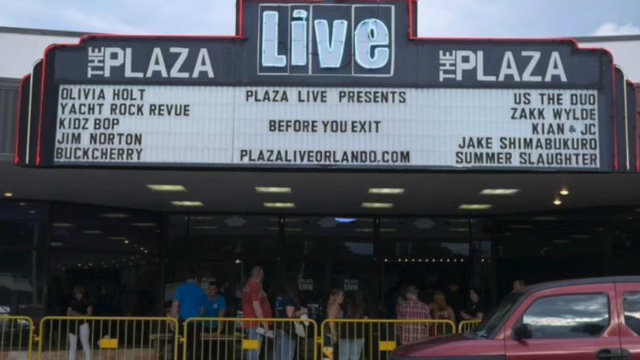 Live
THE PLAZA
THE PLAZA
OLIVIA HOLT
YACHT ROCK REVUE
KIDZ BOP
JIM NORTON
BUCKCHERRY
PLAZA LIVE PRESENTS
BEFORE YOU EXIT
PLAZALIVEORLANDO.COM
US THE DUO
ZAKK WYLDE
KIAN & JC
JAKE SHIMABUKURO
SUMMER SLAUGHTER